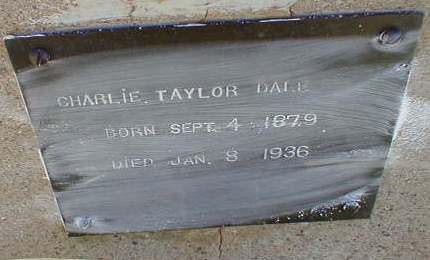 CHARLiE. TAYLOR DALE
BORN SEPT. 4. 1879
DIED JAN. 8 1936